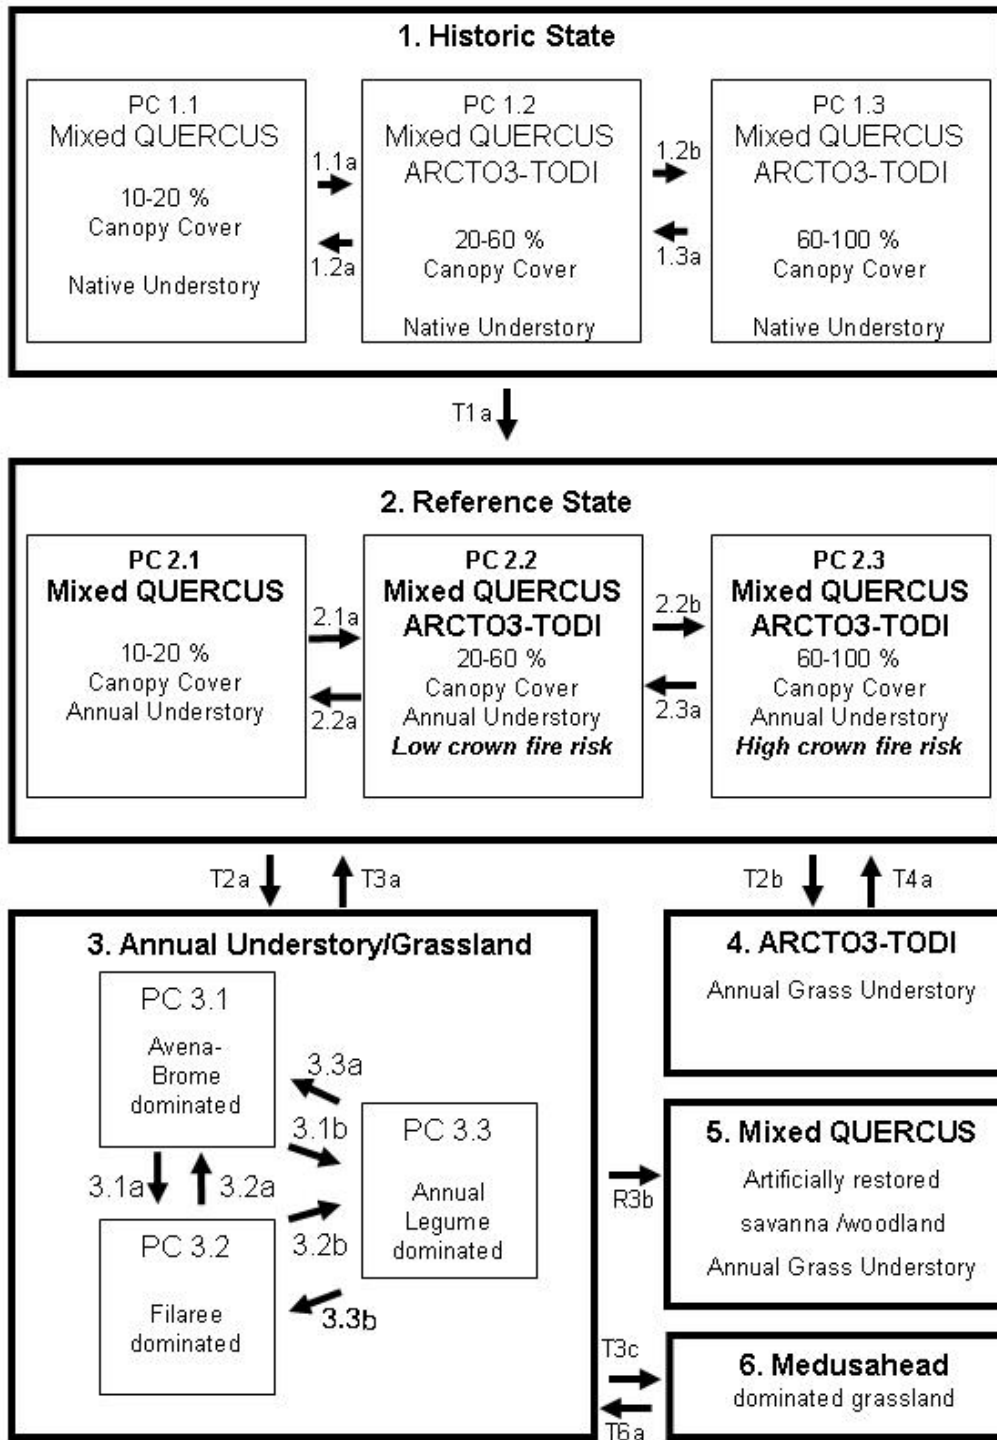 1. Historic State
PC 1.1
Mixed QUERCUS
10-20 %
Canopy Cover
Native Understory
1.1a
1.2a
PC 1.2
Mixed QUERCUS
ARCTO3-TODI
20-60 %
Canopy Cover
Native Understory
1.2b
1.3a
PC 1.3
Mixed QUERCUS
ARCTO3-TODI
60-100 %
Canopy Cover
Native Understory
T1a
2. Reference State
PC 2.1
Mixed QUERCUS
10-20 %
Canopy Cover
Annual Understory
2.1a
2.2a
PC 2.2
Mixed QUERCUS
ARCTO3-TODI
20-60 %
Canopy Cover
Annual Understory
Low crown fire risk
2.2b
2.3a
PC 2.3
Mixed QUERCUS
ARCTO3-TODI
60-100 %
Canopy Cover
Annual Understory
High crown fire risk
T2a
T3a
T2b
T4a
3. Annual Understory/Grassland
PC 3.1
Avena-
Brome
dominated
3.3a
3.1b
3.1a
3.2a
PC 3.2
Filaree
dominated
3.2b
3.3b
PC 3.3
Annual
Legume
dominated
4. ARCTO3-TODI
Annual Grass Understory
R3b
5. Mixed QUERCUS
Artificially restored
savanna /woodland
Annual Grass Understory
T3c
T6a
6. Medusahead
dominated grassland